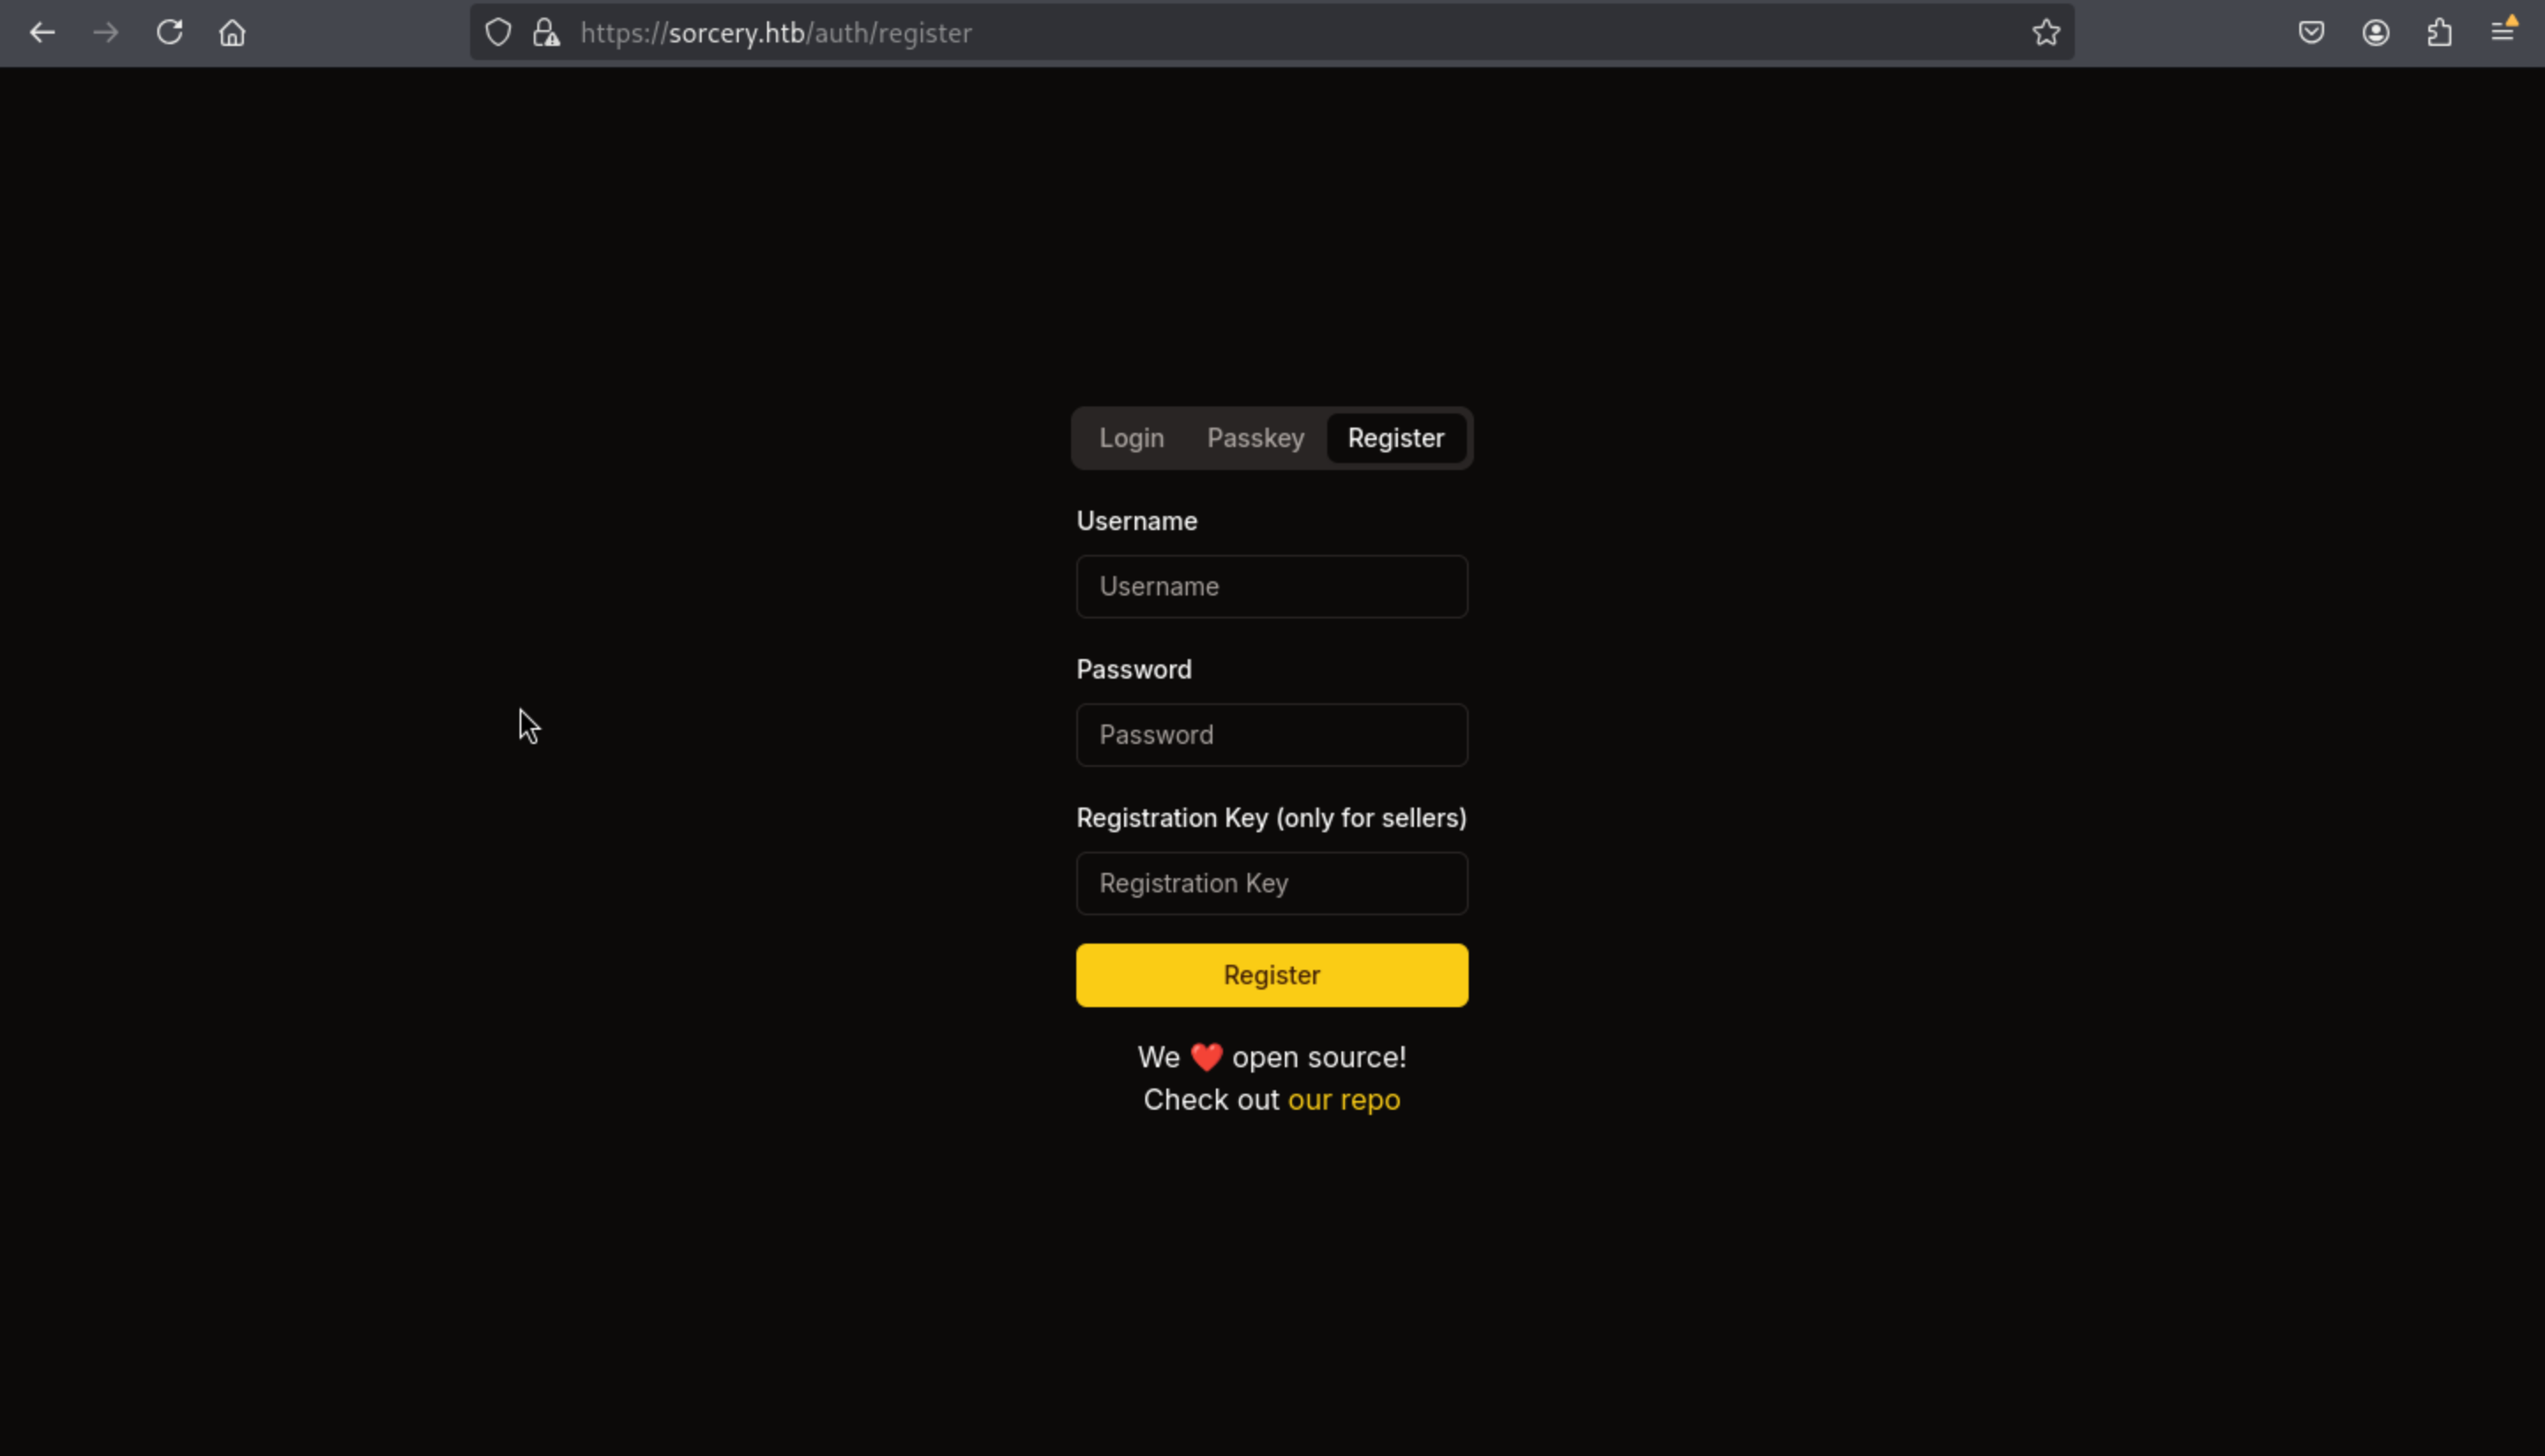 https://sorcery.htb/auth/register
Login Passkey Register
Username
Username
Password
Password
Registration Key (only for sellers)
Registration Key
Register
We ❤️ open source!
Check out our repo